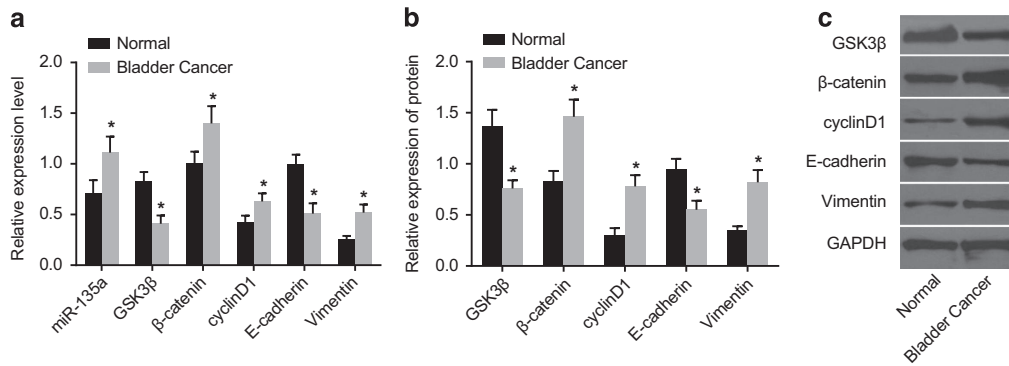 a
Normal
Bladder Cancer
Relative expression level
2.0
1.5
1.0
0.5
0.0
* * * * * *
miR-135a
GSK3β
β-catenin
cyclinD1
E-cadherin
Vimentin
b
Normal
Bladder Cancer
Relative expression of protein
2.0
1.5
1.0
0.5
0.0
* * * * *
GSK3β
β-catenin
cyclinD1
E-cadherin
Vimentin
c
GSK3β
β-catenin
cyclinD1
E-cadherin
Vimentin
GAPDH
Normal
Bladder Cancer